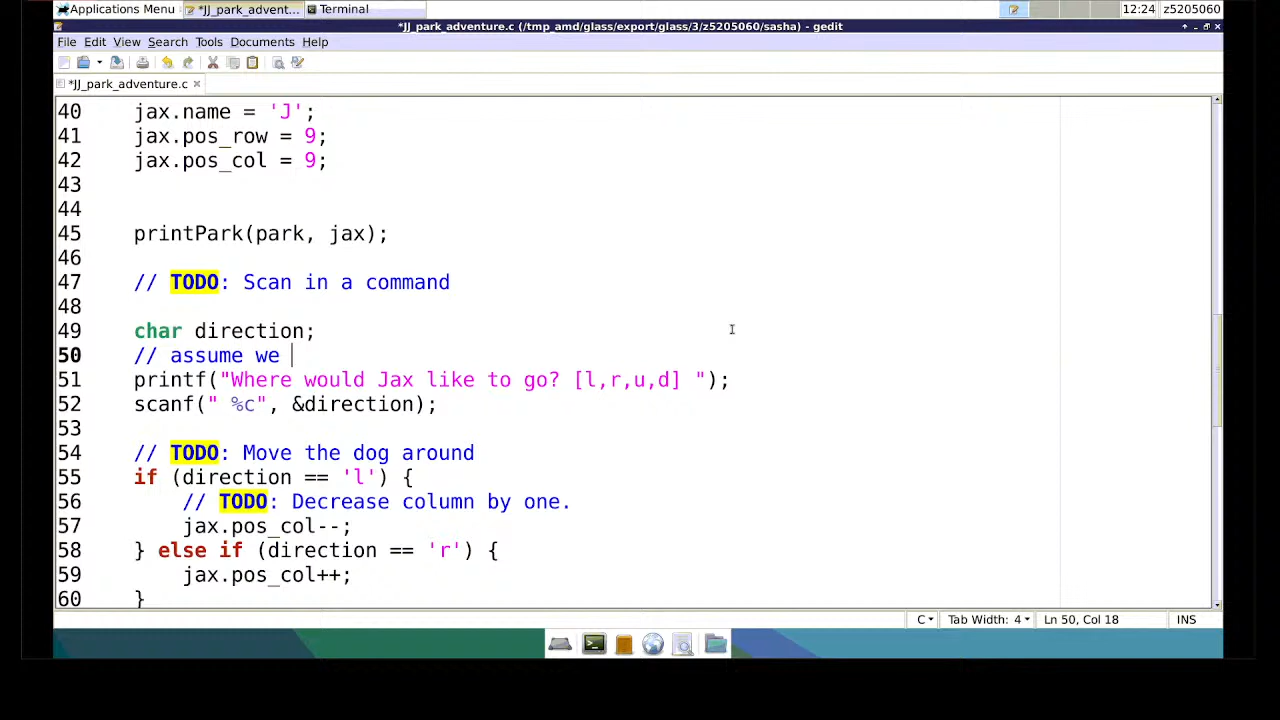 Applications Menu *JJ_park_advent... Terminal 12:24 z5205060
*JJ_park_adventure.c (/tmp_amd/glass/export/glass/3/z5205060/sasha) - gedit
File Edit View Search Tools Documents Help
*JJ_park_adventure.c
40 jax.name = 'J';
41 jax.pos_row = 9;
42 jax.pos_col = 9;
43
44
45 printPark(park, jax);
46
47 // TODO: Scan in a command
48
49 char direction;
50 // assume we
51 printf("Where would Jax like to go? [l,r,u,d] ");
52 scanf(" %c", &direction);
53
54 // TODO: Move the dog around
55 if (direction == 'l') {
56 // TODO: Decrease column by one.
57 jax.pos_col--;
58 } else if (direction == 'r') {
59 jax.pos_col++;
60 }
C Tab Width: 4 Ln 50, Col 18 INS